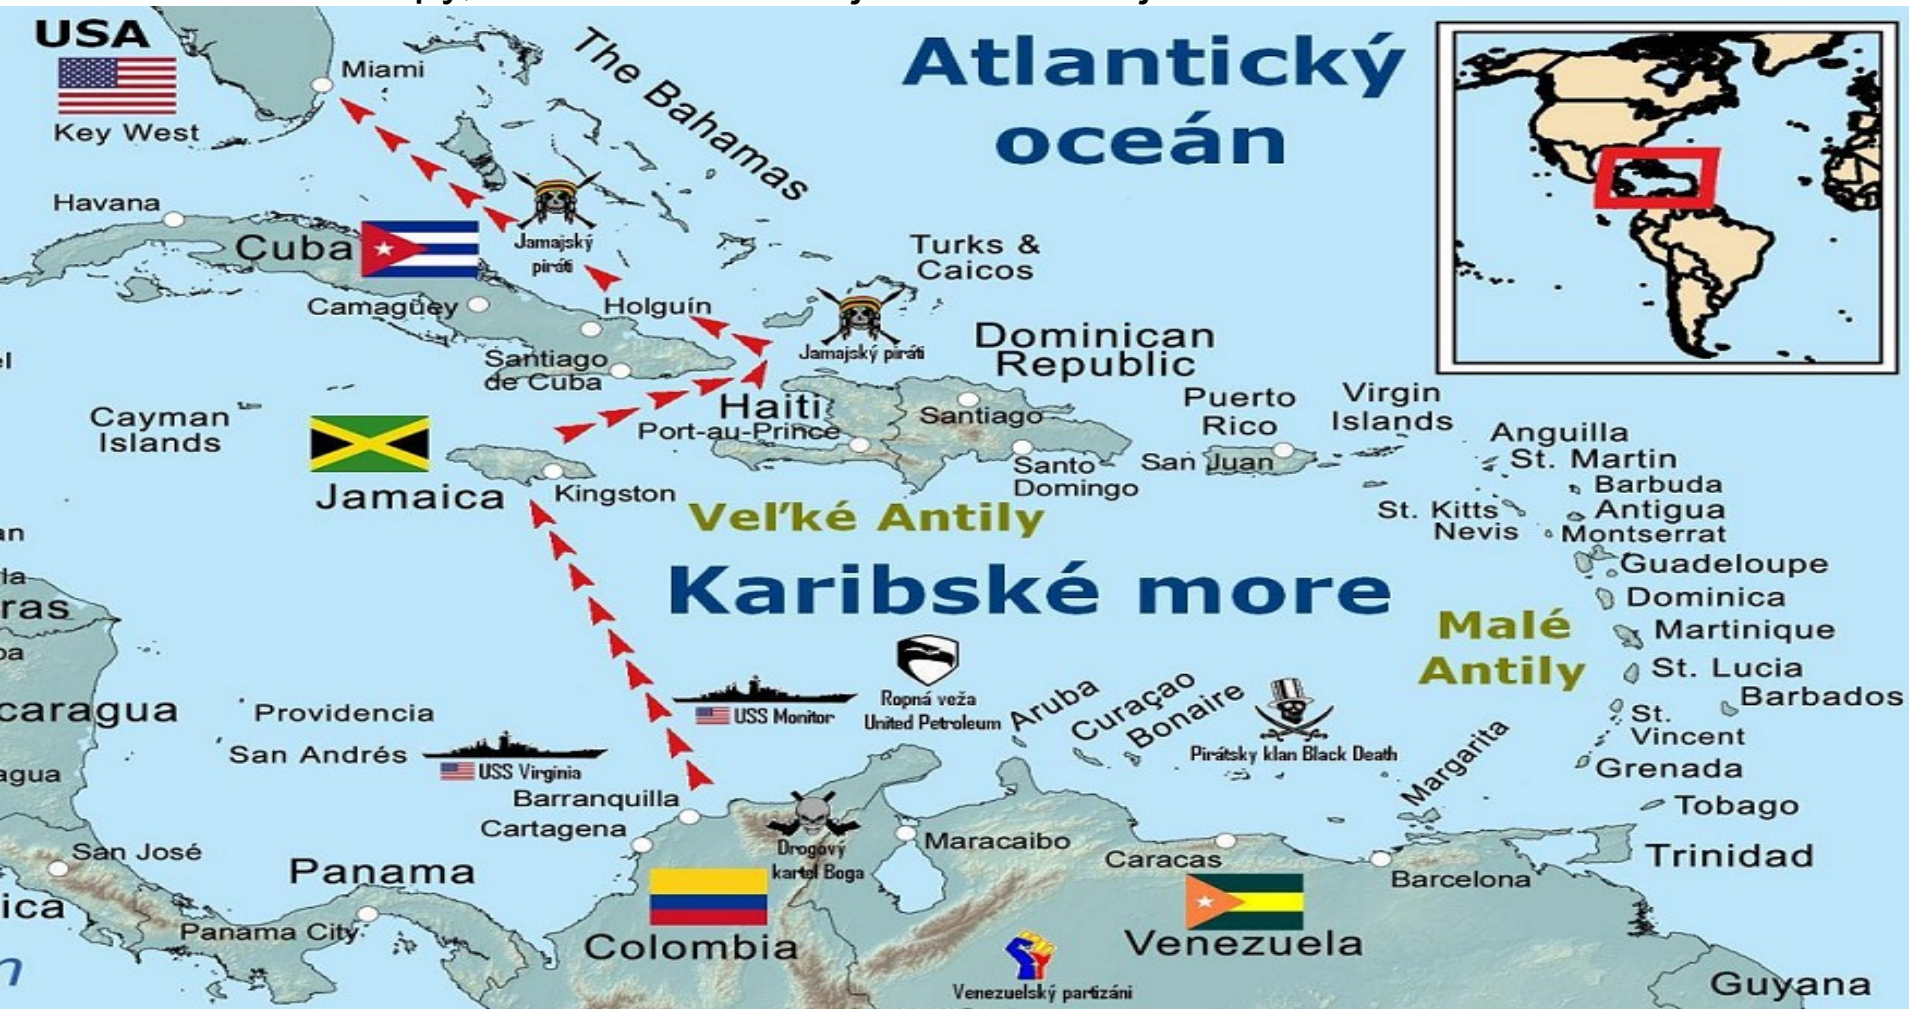 USA
Miami
Key West
The Bahamas
Atlantický
oceán
Havana
Cuba
Jamajský
piráti
Turks &
Caicos
Camagüey
Holguín
Jamajský piráti
Dominican
Republic
Santiago
de Cuba
Cayman
Islands
Haiti
Port-au-Prince
Santiago
Puerto
Rico
Virgin
Islands
Anguilla
St. Martin
Barbuda
St. Kitts
Antigua
Nevis
Montserrat
Santo
Domingo
San Juan
Jamaica
Kingston
Veľké Antily
Karibské more
Guadeloupe
Dominica
Malé
Antily
Martinique
St. Lucia
Barbados
St.
Vincent
Grenada
Tobago
Trinidad
ras
caragua
agua
Providencia
San Andrés
USS Monitor
USS Virginia
Ropná veža
United Petroleum
Aruba
Curaçao
Bonaire
Pirátsky klan Black Death
Margarita
Barranquilla
Cartagena
Drogový
kartel Boga
Maracaibo
Caracas
Barcelona
San José
Panama
ica
Panama City
Colombia
Venezuela
Venezuelský partizáni
Guyana